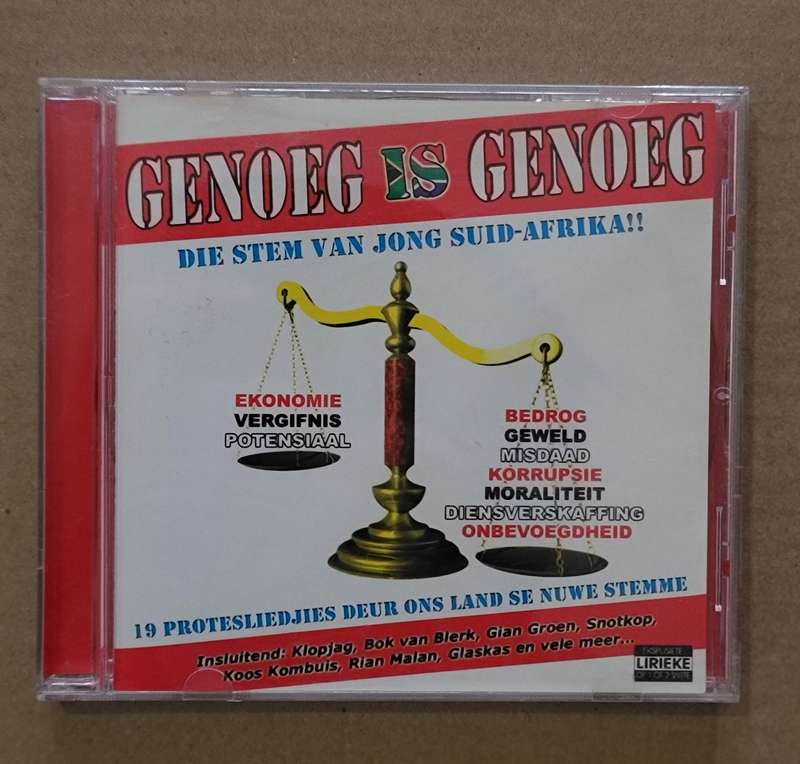 GENOEG IS GENOEG
DIE STEM VAN JONG SUID-AFRIKA!!
EKONOMIE
VERGIFNIS
POTENSIAAL
BEDROG
GEWELD
MISDAAD
KORRUPSIE
MORALITEIT
DIENSVERSKAFFING
ONBEVOEGDHEID
19 PROTESLIEDJIES DEUR ONS LAND SE NUWE STEMME
Insluitend: Klopjag, Bok van Blerk, Gian Groen, Snotkop,
Koos Kombuis, Rian Malan, Glaskas en vele meer...
LIRIEKE